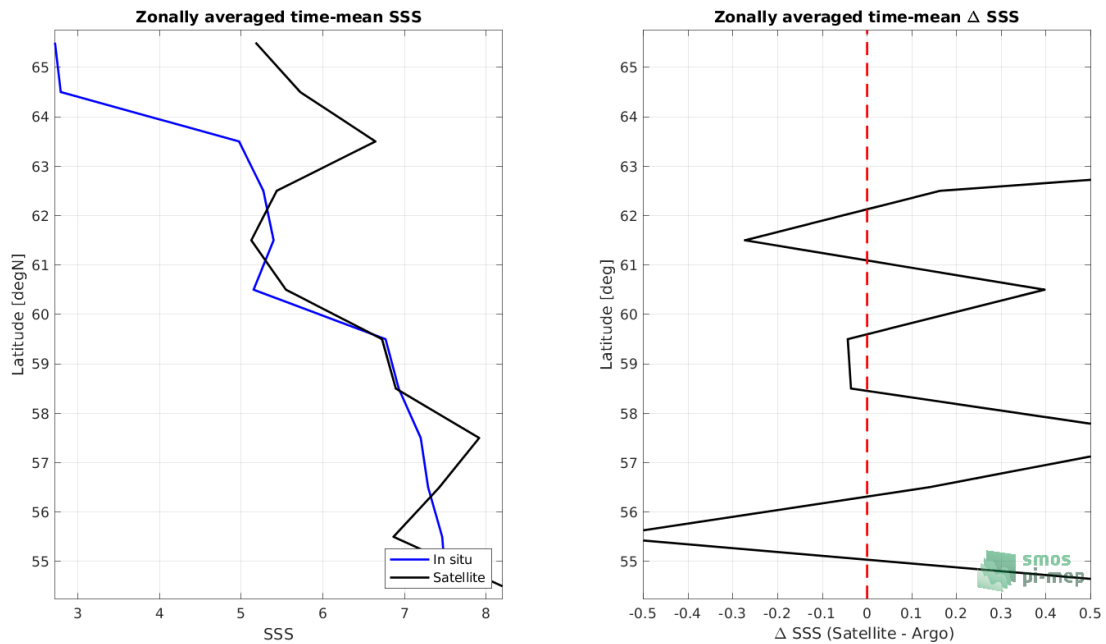 Zonally averaged time-mean SSS
65
64
63
62
61
60
59
58
57
56
55
Latitude [degN]
3 4 5 6 7 8
SSS
In situ
Satellite
Zonally averaged time-mean Δ SSS
65
64
63
62
61
60
59
58
57
56
55
Latitude [deg]
-0.5 -0.4 -0.3 -0.2 -0.1 0 0.1 0.2 0.3 0.4 0.5
Δ SSS (Satellite - Argo)
smos
pi-mep